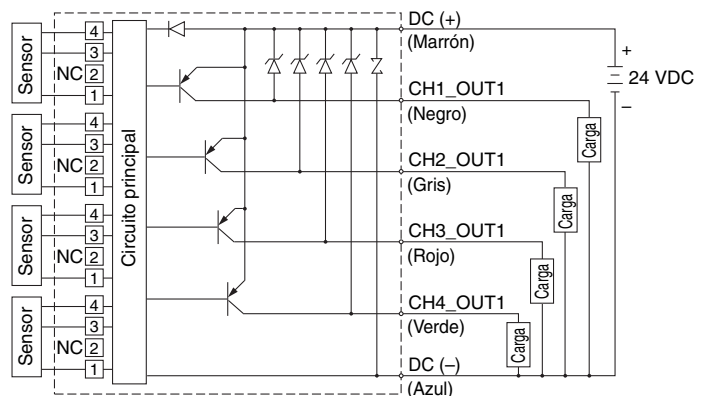 Sensor
4
3
NC 2
1
Sensor
4
3
NC 2
1
Sensor
4
3
NC 2
1
Sensor
4
3
NC 2
1
Circuito principal
DC (+)
(Marrón)
CH1_OUT1
(Negro)
CH2_OUT1
(Gris)
CH3_OUT1
(Rojo)
CH4_OUT1
(Verde)
DC (–)
(Azul)
Carga
Carga
Carga
Carga
+
24 VDC
–